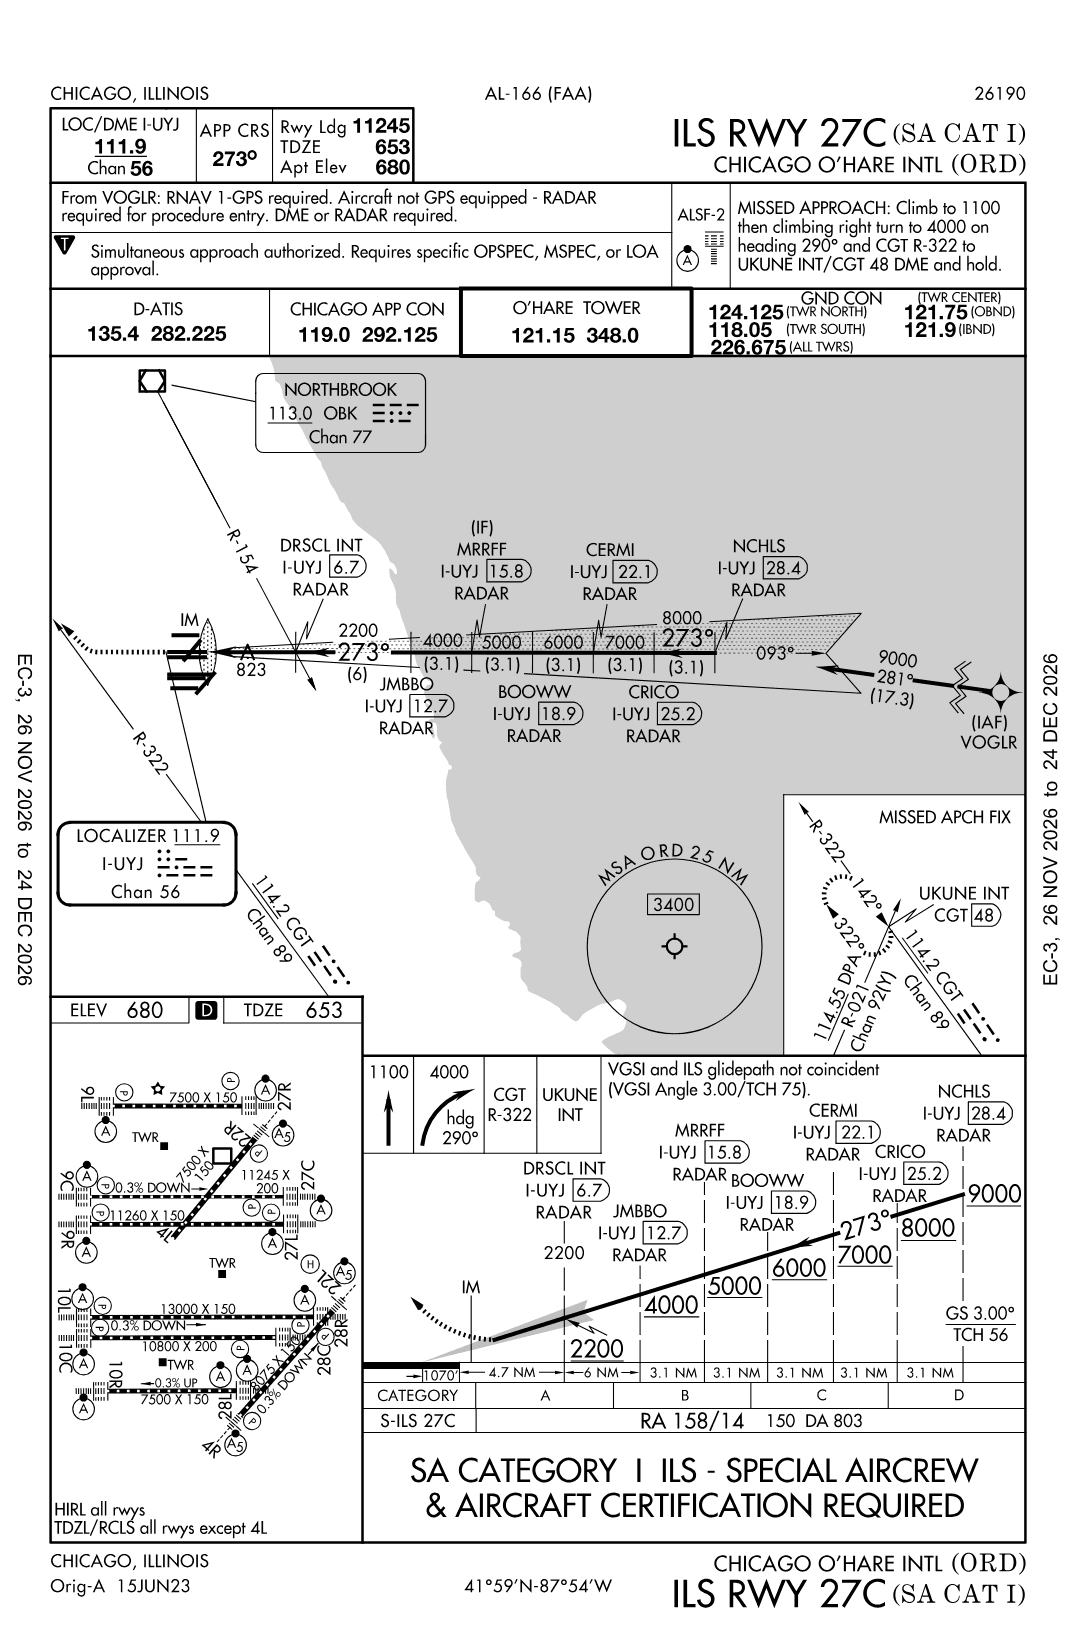 CHICAGO, ILLINOIS
AL-166 (FAA)
26190
LOC/DME I-UYJ
111.9
Chan 56
APP CRS
273°
Rwy Ldg 11245
TDZE 653
Apt Elev 680
ILS RWY 27C (SA CAT I)
CHICAGO O'HARE INTL (ORD)
From VOGLR: RNAV 1-GPS required. Aircraft not GPS equipped - RADAR
required for procedure entry. DME or RADAR required.
T
Simultaneous approach authorized. Requires specific OPSPEC, MSPEC, or LOA
approval.
ALSF-2
A
MISSED APPROACH: Climb to 1100
then climbing right turn to 4000 on
heading 290° and CGT R-322 to
UKUNE INT/CGT 48 DME and hold.
D-ATIS
135.4 282.225
CHICAGO APP CON
119.0 292.125
O'HARE TOWER
121.15 348.0
GND CON
124.125 (TWR NORTH)
118.05 (TWR SOUTH)
226.675 (ALL TWRS)
(TWR CENTER)
121.75 (OBND)
121.9 (IBND)
NORTHBROOK
113.0 OBK
Chan 77
R-154
DRSCL INT
I-UYJ 6.7
RADAR
(IF)
MRRFF
I-UYJ 15.8
RADAR
CERMI
I-UYJ 22.1
RADAR
NCHLS
I-UYJ 28.4
RADAR
IM
823
2200
273°
(6)
4000
(3.1)
5000
(3.1)
6000
(3.1)
7000
(3.1)
8000
273°
(3.1)
093°
9000
281°
(17.3)
(IAF)
VOGLR
JMBBO
I-UYJ 12.7
RADAR
BOOWW
I-UYJ 18.9
RADAR
CRICO
I-UYJ 25.2
RADAR
R-322
LOCALIZER 111.9
I-UYJ
Chan 56
114.2 CGT
Chan 89
MSA ORD 25 NM
3400
MISSED APCH FIX
R-322
142°
322°
UKUNE INT
CGT 48
114.2 CGT
Chan 89
114.55 DPA
R-021
Chan 92(Y)
EC-3, 26 NOV 2026 to 24 DEC 2026
EC-3, 26 NOV 2026 to 24 DEC 2026
ELEV 680
D
TDZE 653
9L
P
7500 X 150
P
A
27R
A
TWR
22R
A5
P
7500 X
150
9C
A
P
0.3% DOWN
11245 X
200
27C
A
11260 X 150
P
P
9R
A
4L
A
27L
TWR
H
22L
A5
10L
A
P
13000 X 150
A
P
0.3% DOWN
P
P
28R
10C
A
10800 X 200
P
28C
TWR
A
A
10R
0.3% UP
A
7500 X 150
28L
8075 X 150
0.3% DOWN
P
4R
A5
HIRL all rwys
TDZL/RCLS all rwys except 4L
1100
4000
hdg
290°
CGT
R-322
UKUNE
INT
VGSI and ILS glidepath not coincident
(VGSI Angle 3.00/TCH 75).
NCHLS
I-UYJ 28.4
RADAR
CERMI
I-UYJ 22.1
RADAR
MRRFF
I-UYJ 15.8
RADAR
CRICO
I-UYJ 25.2
RADAR
DRSCL INT
I-UYJ 6.7
RADAR
BOOWW
I-UYJ 18.9
RADAR
JMBBO
I-UYJ 12.7
RADAR
2200
IM
2200
4000
5000
6000
273°
7000
8000
9000
GS 3.00°
TCH 56
1070'
4.7 NM
6 NM
3.1 NM
3.1 NM
3.1 NM
3.1 NM
3.1 NM
CATEGORY A B C D
S-ILS 27C RA 158/14 150 DA 803
SA CATEGORY I ILS - SPECIAL AIRCREW
& AIRCRAFT CERTIFICATION REQUIRED
CHICAGO, ILLINOIS
Orig-A 15JUN23
41°59'N-87°54'W
CHICAGO O'HARE INTL (ORD)
ILS RWY 27C (SA CAT I)